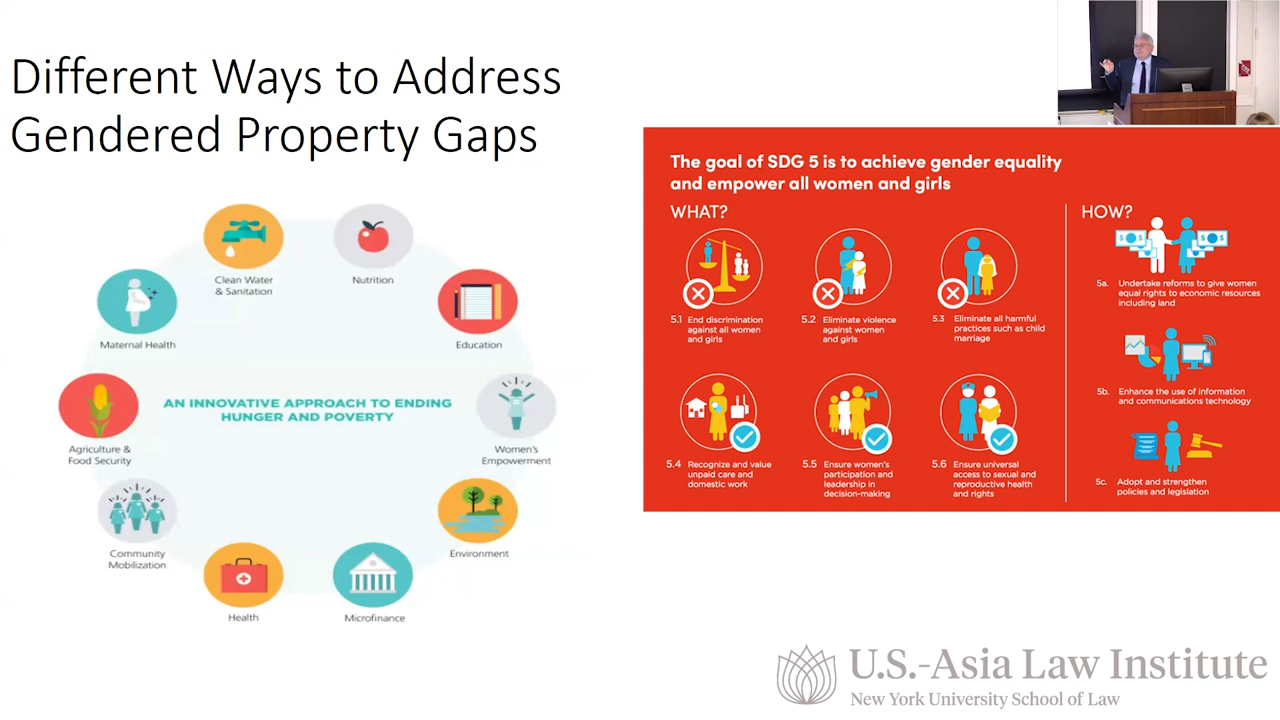 Different Ways to Address
Gendered Property Gaps
Clean Water
& Sanitation
Nutrition
Maternal Health
Education
AN INNOVATIVE APPROACH TO ENDING
HUNGER AND POVERTY
Agriculture &
Food Security
Women's
Empowerment
Community
Mobilization
Environment
Health
Microfinance
The goal of SDG 5 is to achieve gender equality
and empower all women and girls
WHAT?
5.1 End discrimination
against all women
and girls
5.2 Eliminate violence
against women
and girls
5.3 Eliminate all harmful
practices such as child
marriage
5.4 Recognize and value
unpaid care and
domestic work
5.5 Ensure women's
participation and
leadership in
decision-making
5.6 Ensure universal
access to sexual and
reproductive health
and rights
HOW?
5a. Undertake reforms to give women
equal rights to economic resources
including land
5b. Enhance the use of information
and communications technology
5c. Adopt and strengthen
policies and legislation
U.S.-Asia Law Institute
New York University School of Law